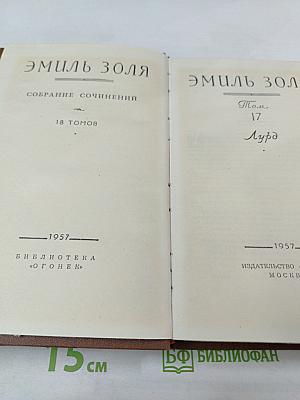 ЭМИЛЬ ЗОЛЯ
СОБРАНИЕ СОЧИНЕНИЙ
18 ТОМОВ
1957
БИБЛИОТЕКА
«ОГОНЕК»
ЭМИЛЬ ЗОЛ
Том
17
Лурд
1957
ИЗДАТЕЛЬСТВО
МОСКВ
15 см
БФ БИБЛИОФАН